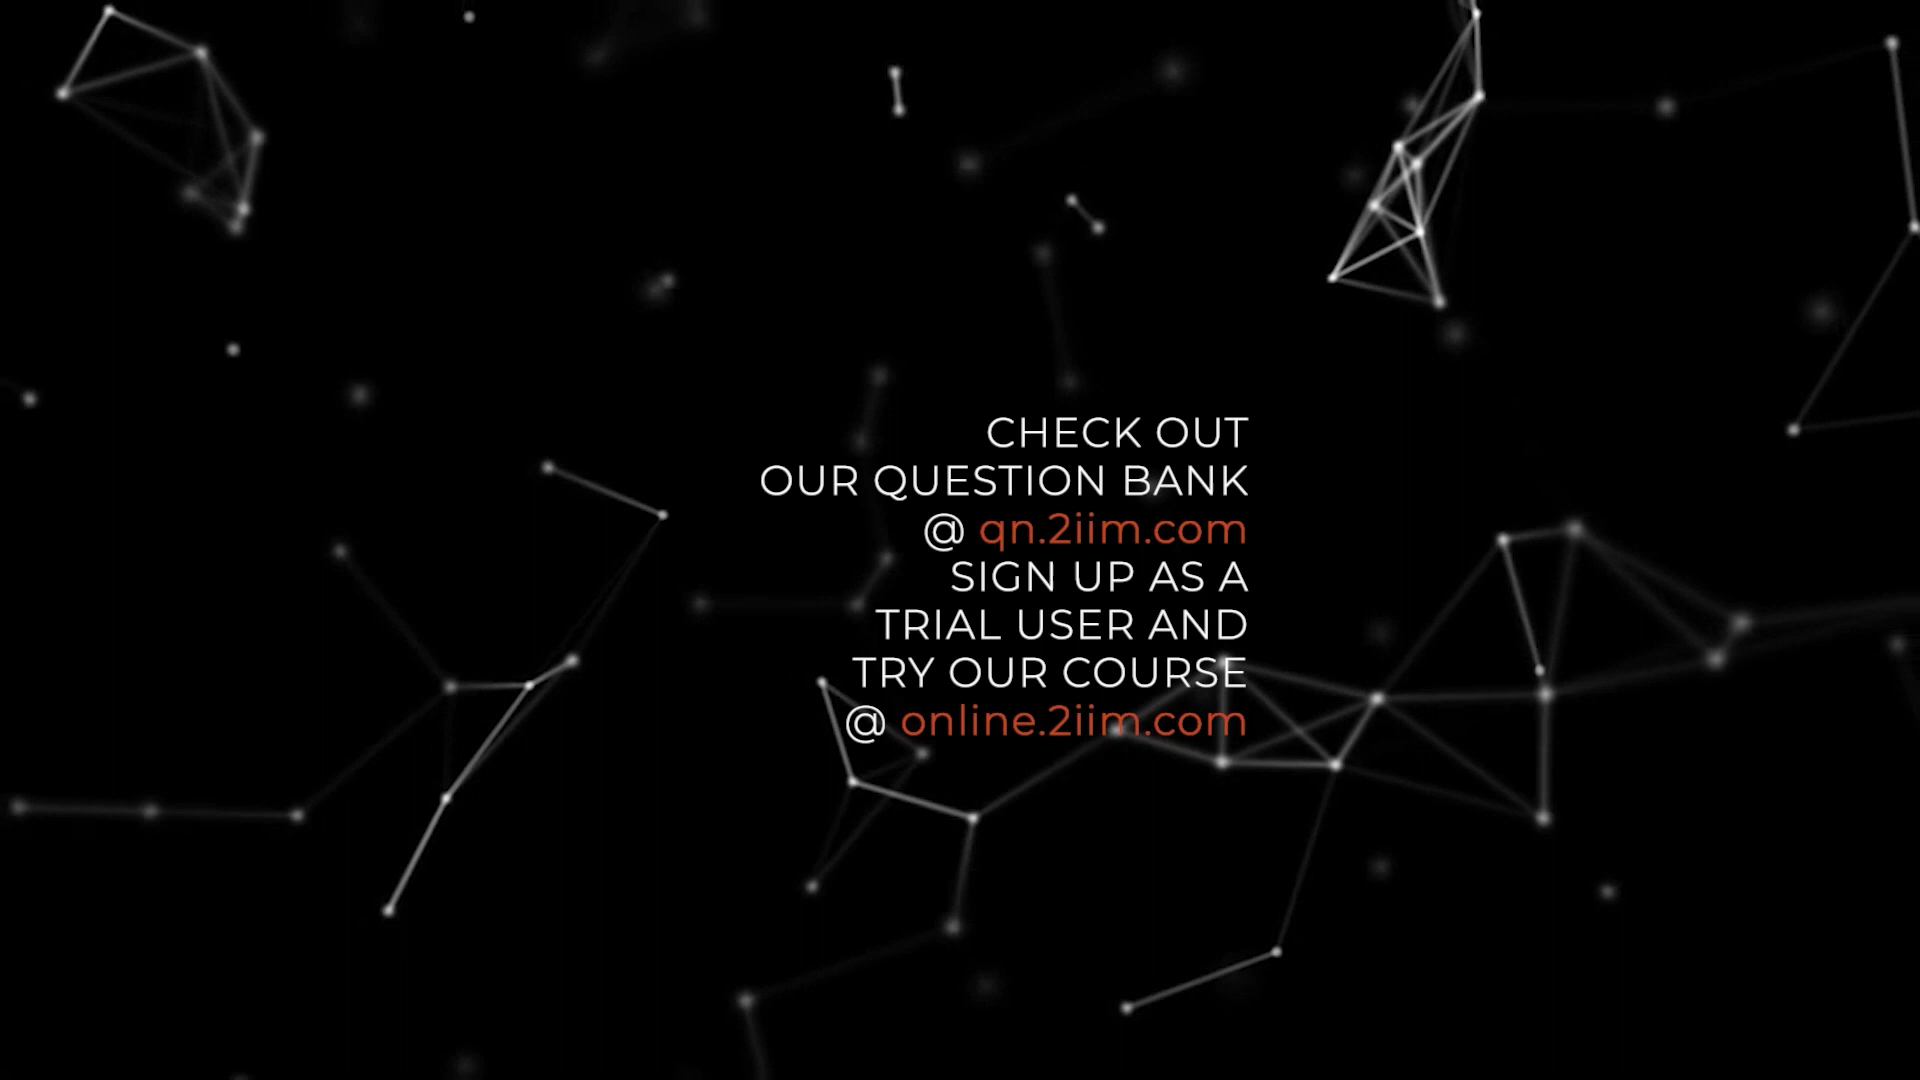 CHECK OUT
OUR QUESTION BANK
@ qn.2iim.com
SIGN UP AS A
TRIAL USER AND
TRY OUR COURSE
@ online.2iim.com